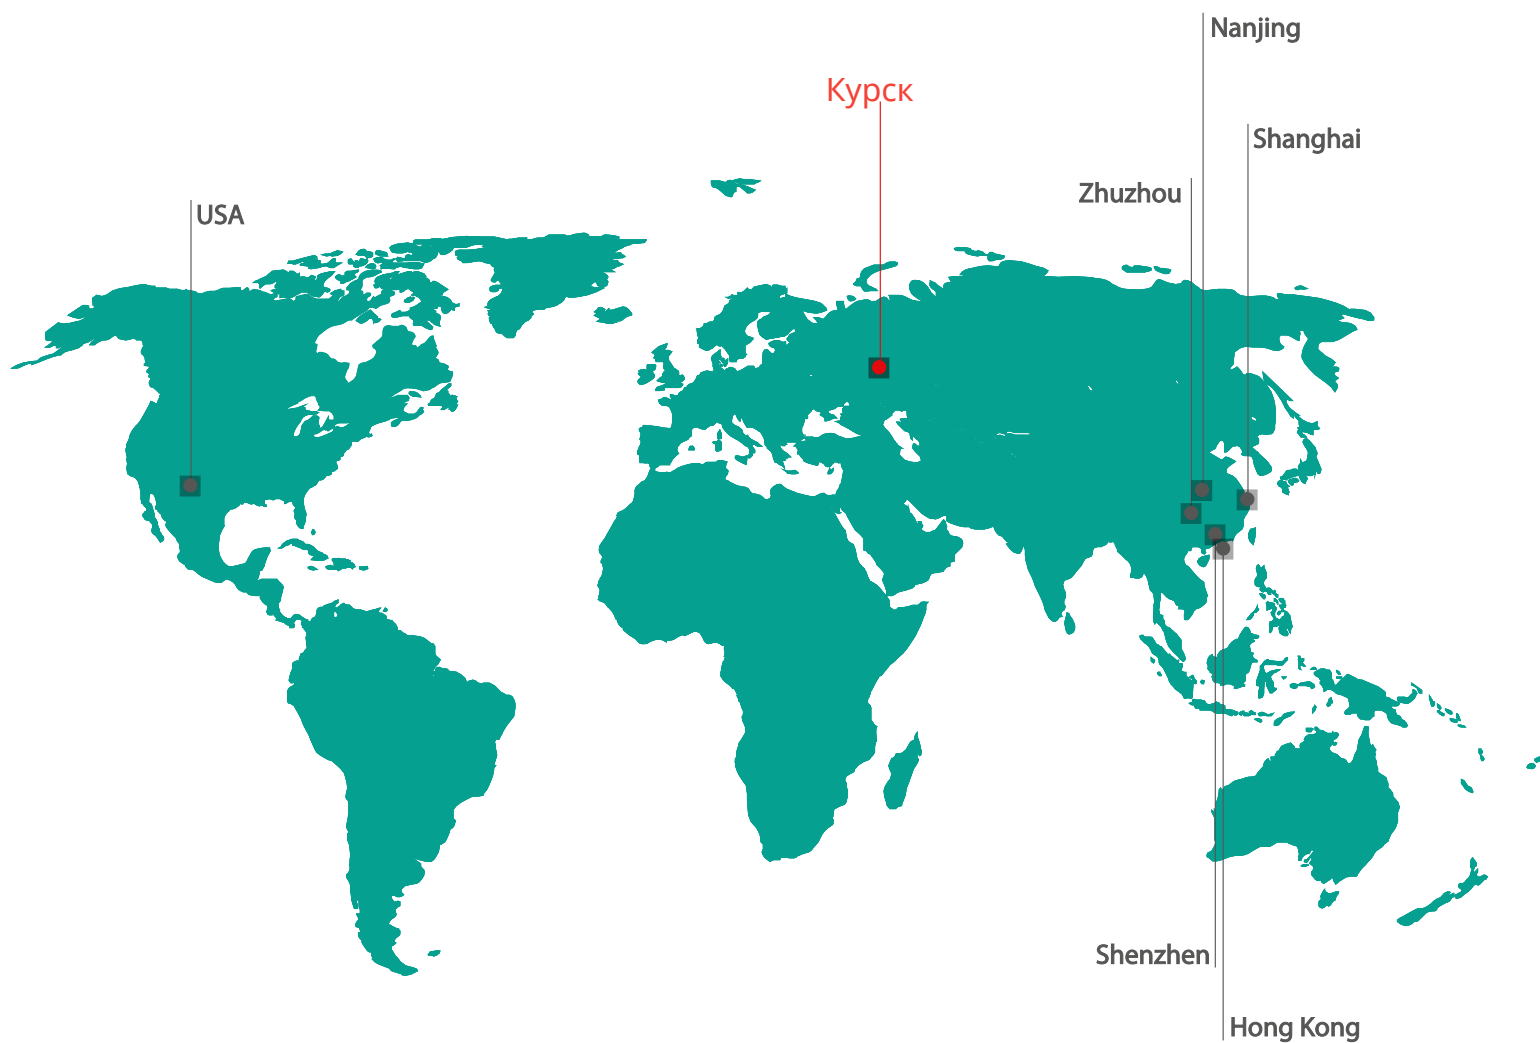 Nanjing
Курск
Shanghai
Zhuzhou
USA
Shenzhen
Hong Kong